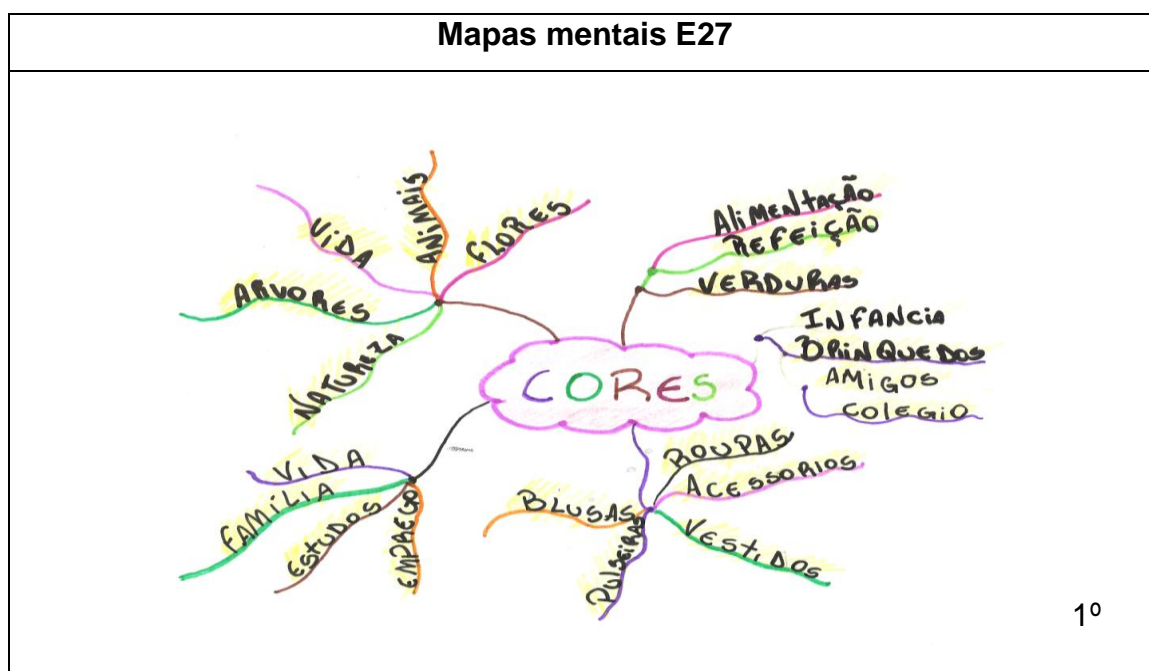 Mapas mentais E27
ANIMAIS
FLORES
VIDA
ARVORES
NATUREZA
ALIMENTAÇÃO
REFEIÇÃO
VERDURAS
INFANCIA
BRINQUEDOS
AMIGOS
COLEGIO
CORES
VIDA
FAMÍLIA
ESTUDOS
EMPREGO
ROUPAS
ACESSORIOS
BLUSAS
PULSEIRAS
VESTIDOS
1º